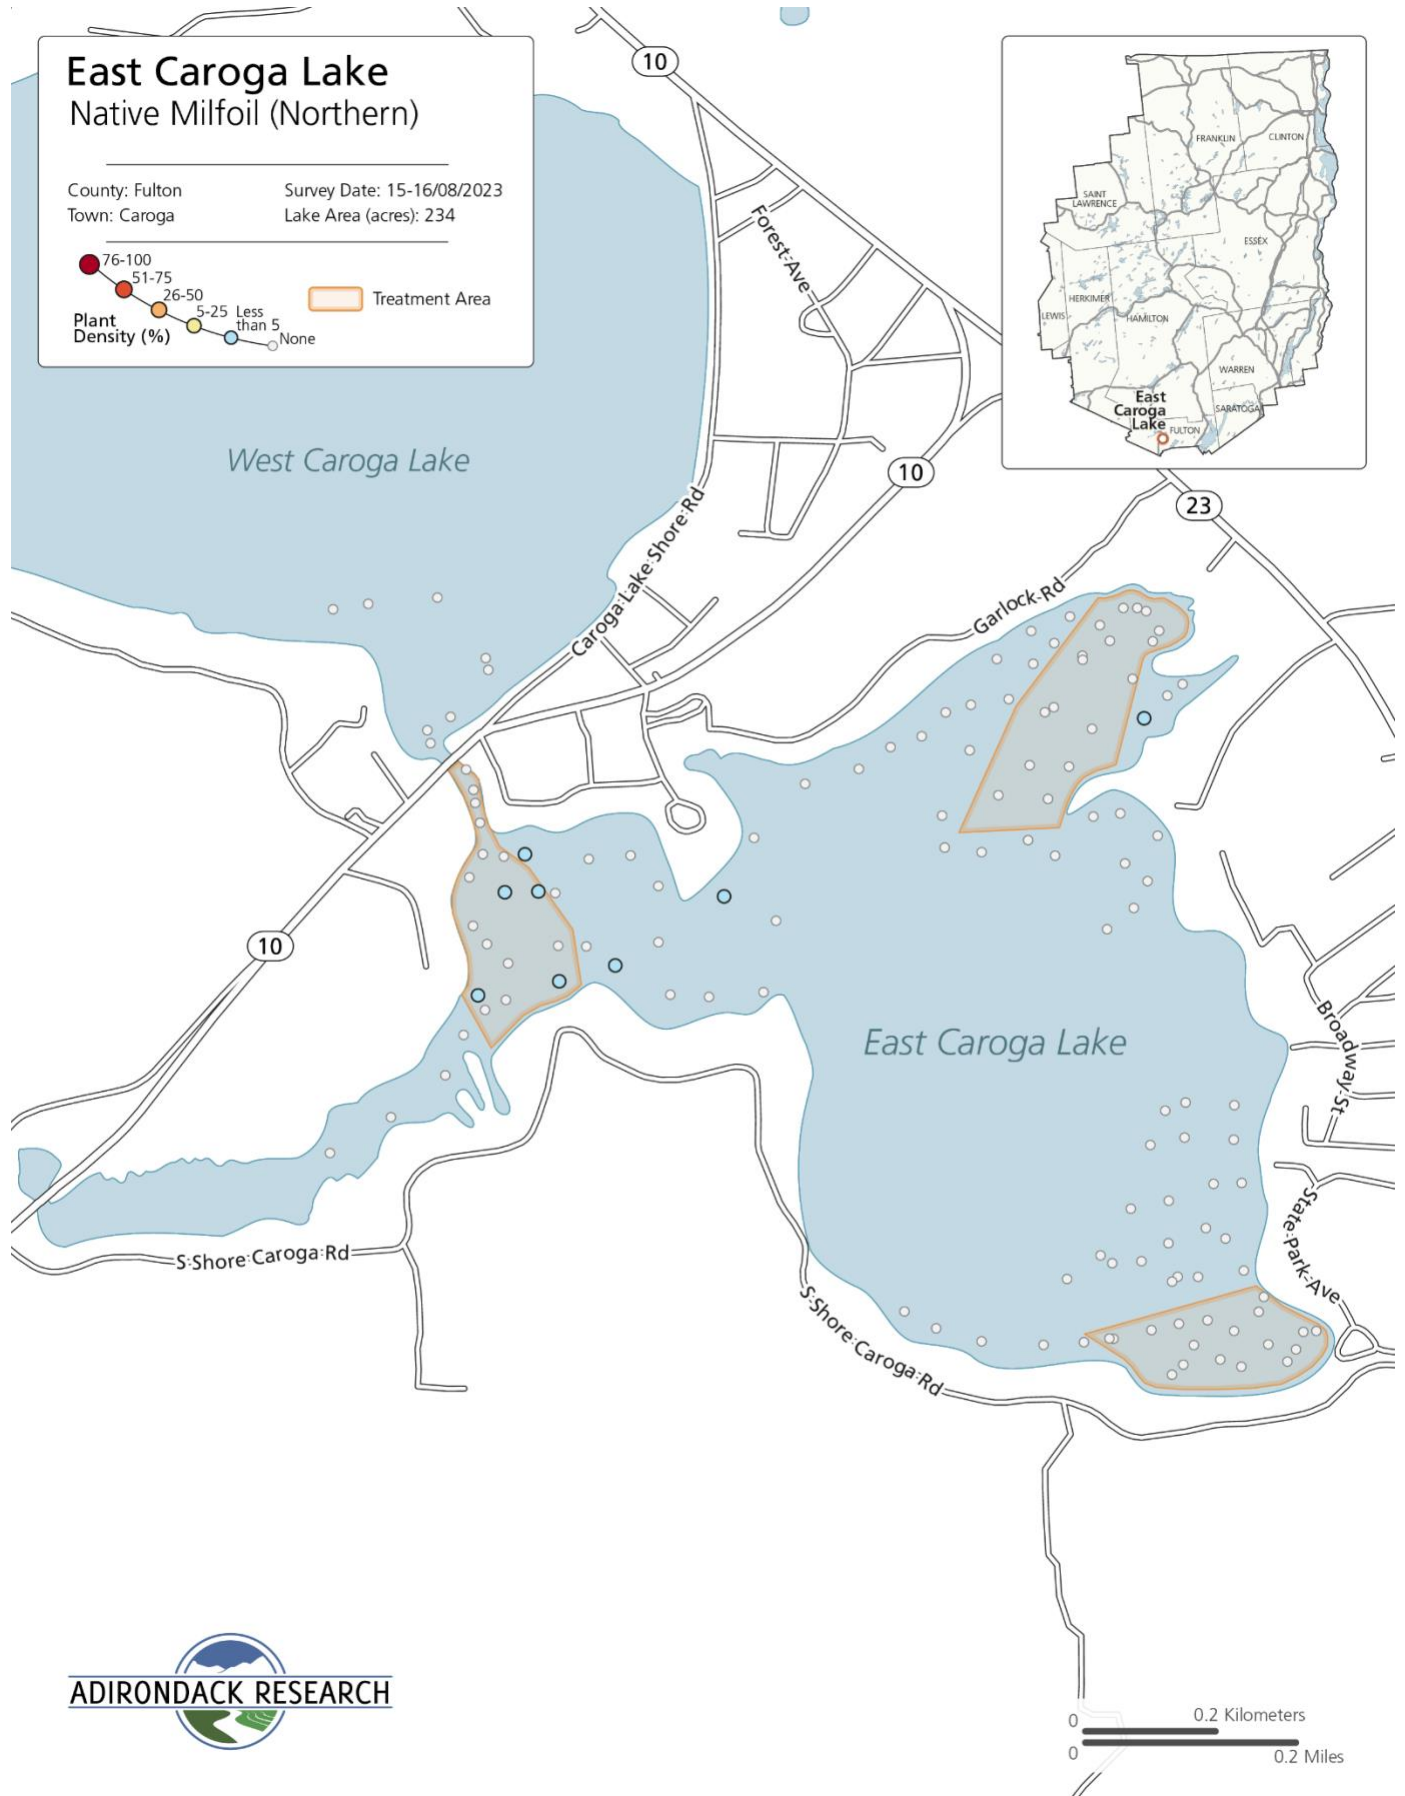 East Caroga Lake
Native Milfoil (Northern)
County: Fulton
Survey Date: 15-16/08/2023
Town: Caroga
Lake Area (acres): 234
76-100
51-75
26-50
5-25
Less
than 5
None
Plant
Density (%)
Treatment Area
10
FRANKLIN
CLINTON
SAINT
LAWRENCE
ESSEX
HERKIMER
LEWIS
HAMILTON
WARREN
East
Caroga
Lake
SARATOGA
FULTON
Forest Ave
West Caroga Lake
10
23
Caroga Lake Shore Rd
Garlock Rd
10
East Caroga Lake
Broadway St
State Park Ave
S Shore Caroga Rd
S Shore Caroga Rd
ADIRONDACK RESEARCH
0
0.2 Kilometers
0
0.2 Miles